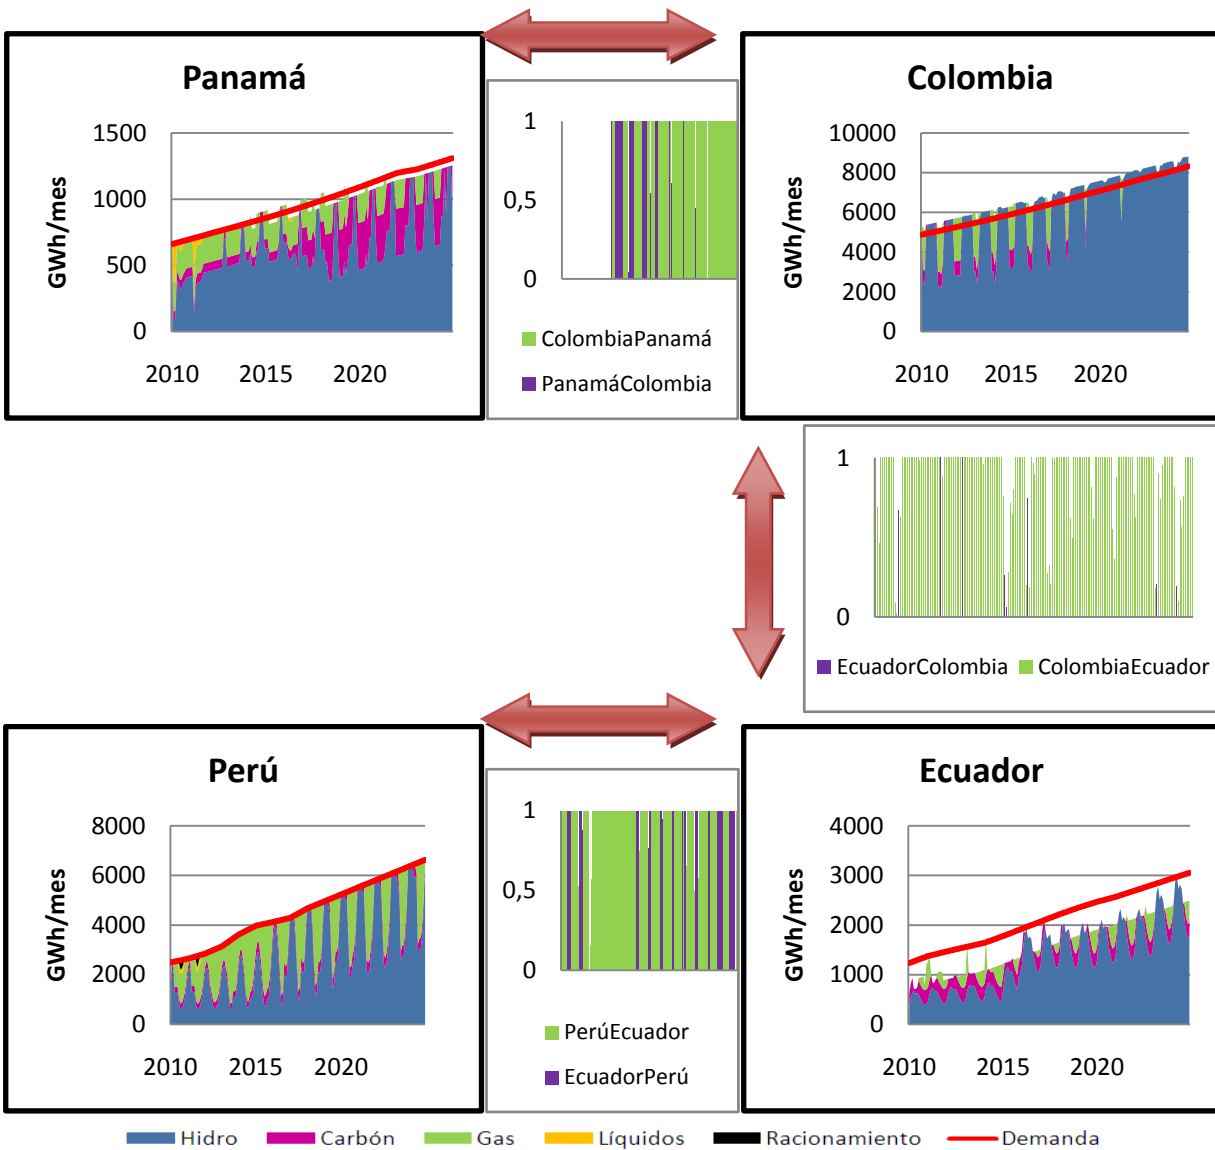 Panamá
GWh/mes
1500
1000
500
0
2010 2015 2020
1
0,5
0
ColombiaPanamá
PanamáColombia
Colombia
GWh/mes
10000
8000
6000
4000
2000
0
2010 2015 2020
1
0
EcuadorColombia ColombiaEcuador
Perú
GWh/mes
8000
6000
4000
2000
0
2010 2015 2020
1
0,5
0
PerúEcuador
EcuadorPerú
Ecuador
GWh/mes
4000
3000
2000
1000
0
2010 2015 2020
Hidro Carbón Gas Líquidos Racionamiento Demanda